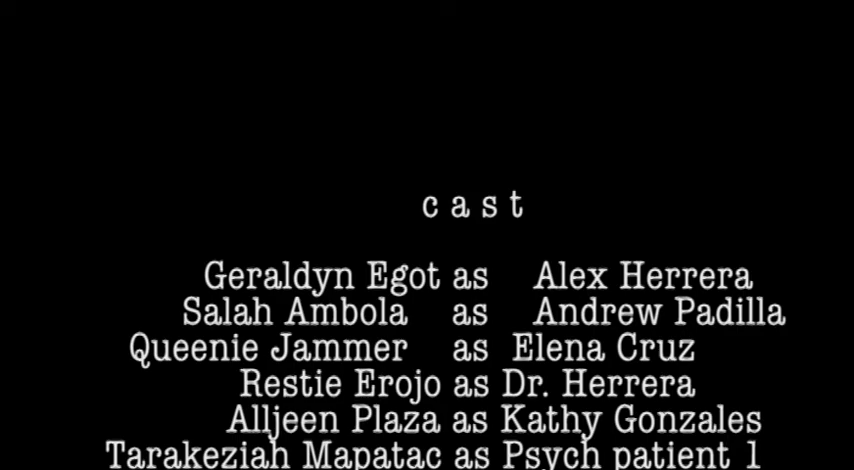 cast
Geraldyn Egot as Alex Herrera
Salah Ambola as Andrew Padilla
Queenie Jammer as Elena Cruz
Restie Erojo as Dr. Herrera
Alljeen Plaza as Kathy Gonzales
Tarakeziah Mapatac as Psych patient 1